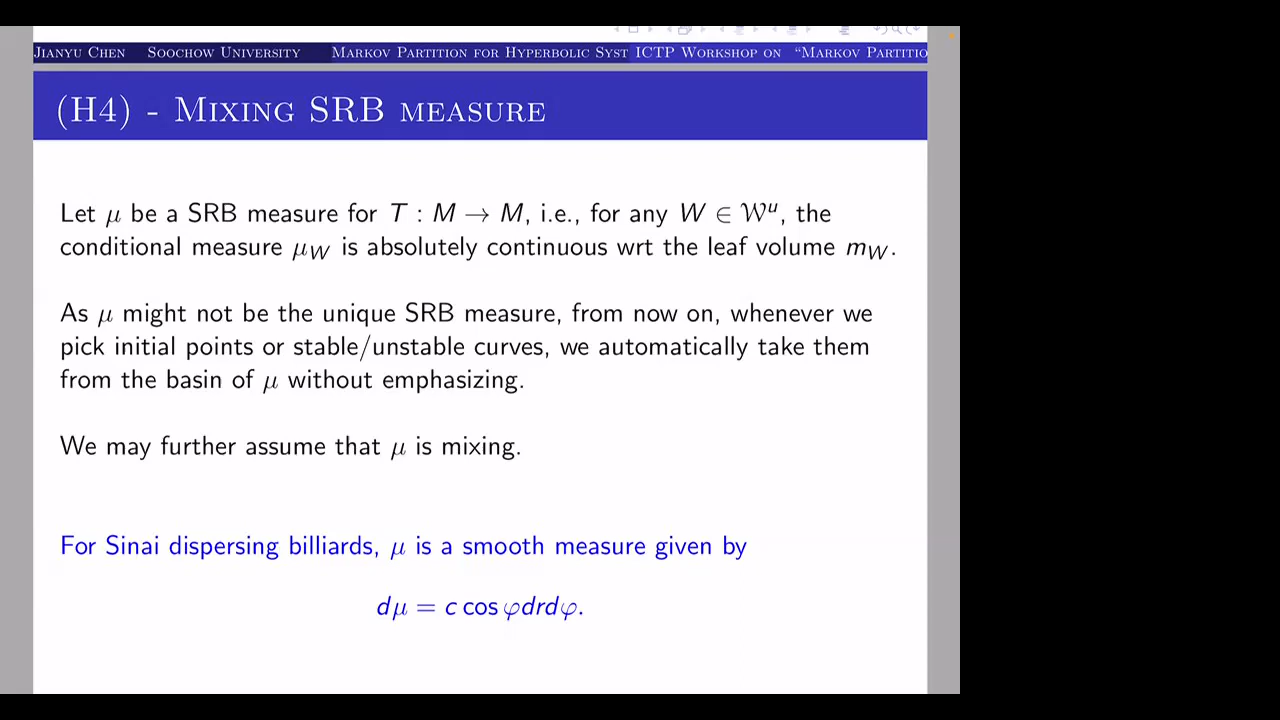 Jianyu Chen Soochow University Markov Partition for Hyperbolic Syst ICTP Workshop on “Markov Partitio
(H4) - Mixing SRB measure
Let μ be a SRB measure for T : M → M, i.e., for any W ∈ 𝒲ᵘ, the
conditional measure μ_W is absolutely continuous wrt the leaf volume m_W.
As μ might not be the unique SRB measure, from now on, whenever we
pick initial points or stable/unstable curves, we automatically take them
from the basin of μ without emphasizing.
We may further assume that μ is mixing.
For Sinai dispersing billiards, μ is a smooth measure given by
dμ = c cos φdrdφ.